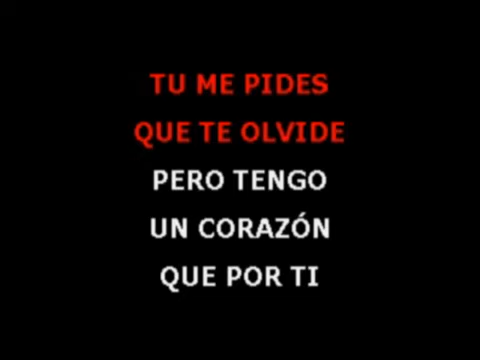 TU ME PIDES
QUE TE OLVIDE
PERO TENGO
UN CORAZÓN
QUE POR TI